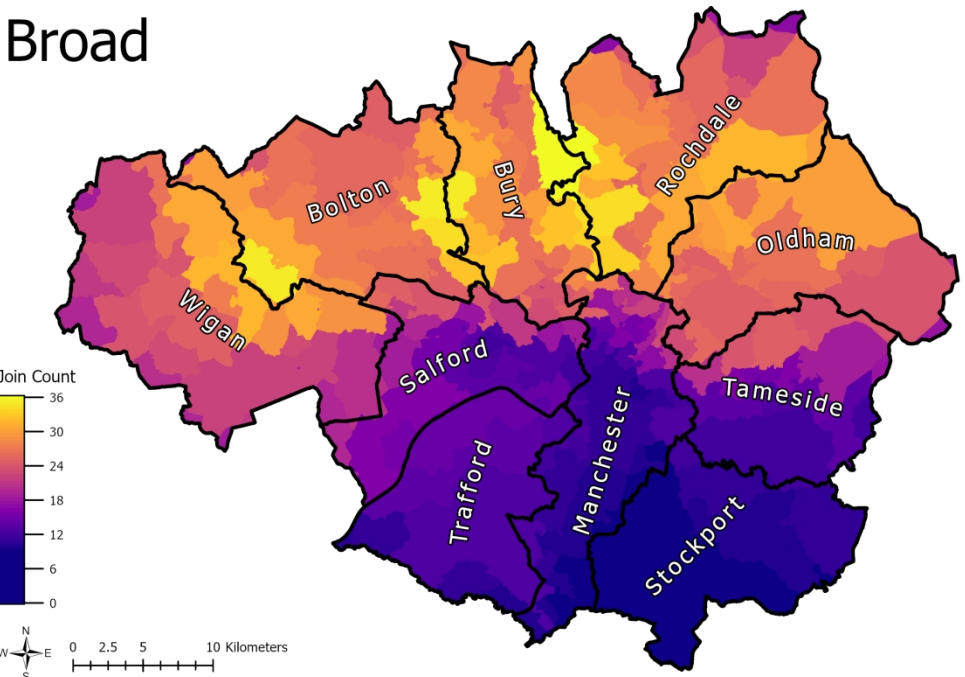 Broad
Rochdale
Bury
Bolton
Oldham
Wigan
Salford
Tameside
Join Count
36
30
24
18
12
6
0
Manchester
Trafford
Stockport
N
W E
S
0 2.5 5 10 Kilometers